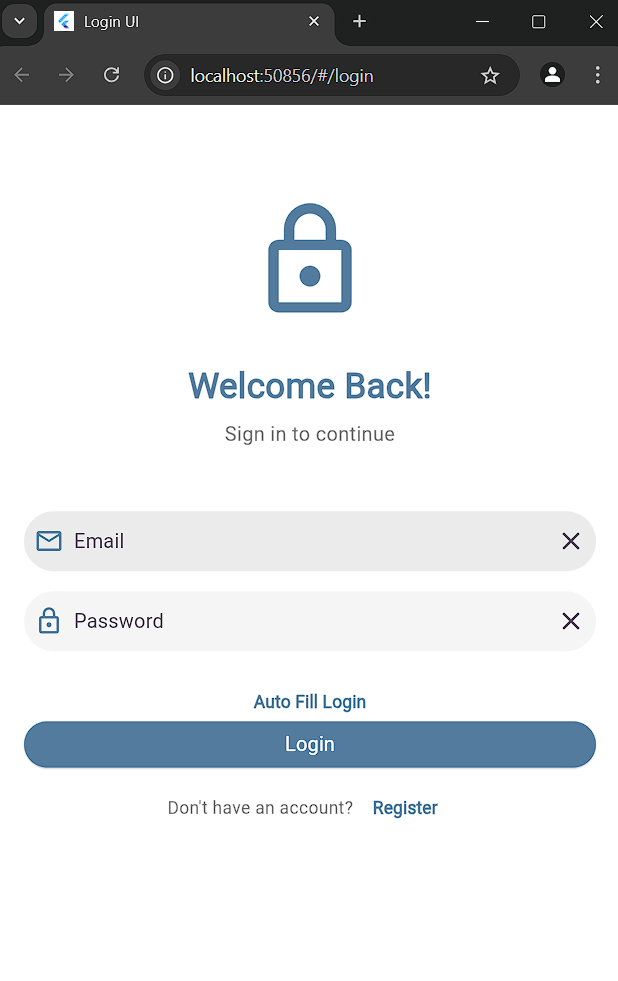 Login UI
localhost:50856/#/login
Welcome Back!
Sign in to continue
Email
Password
Auto Fill Login
Login
Don't have an account? Register